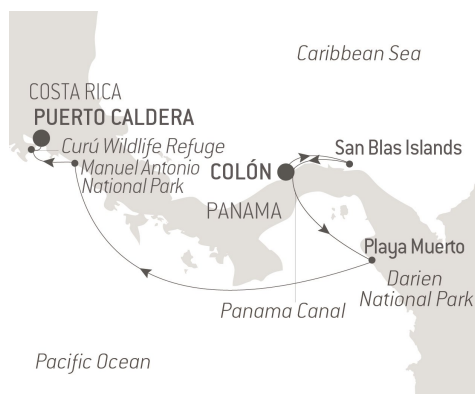 Caribbean Sea
COSTA RICA
PUERTO CALDERA
Curú Wildlife Refuge
Manuel Antonio
National Park
COLÓN
San Blas Islands
PANAMA
Playa Muerto
Darien
National Park
Panama Canal
Pacific Ocean